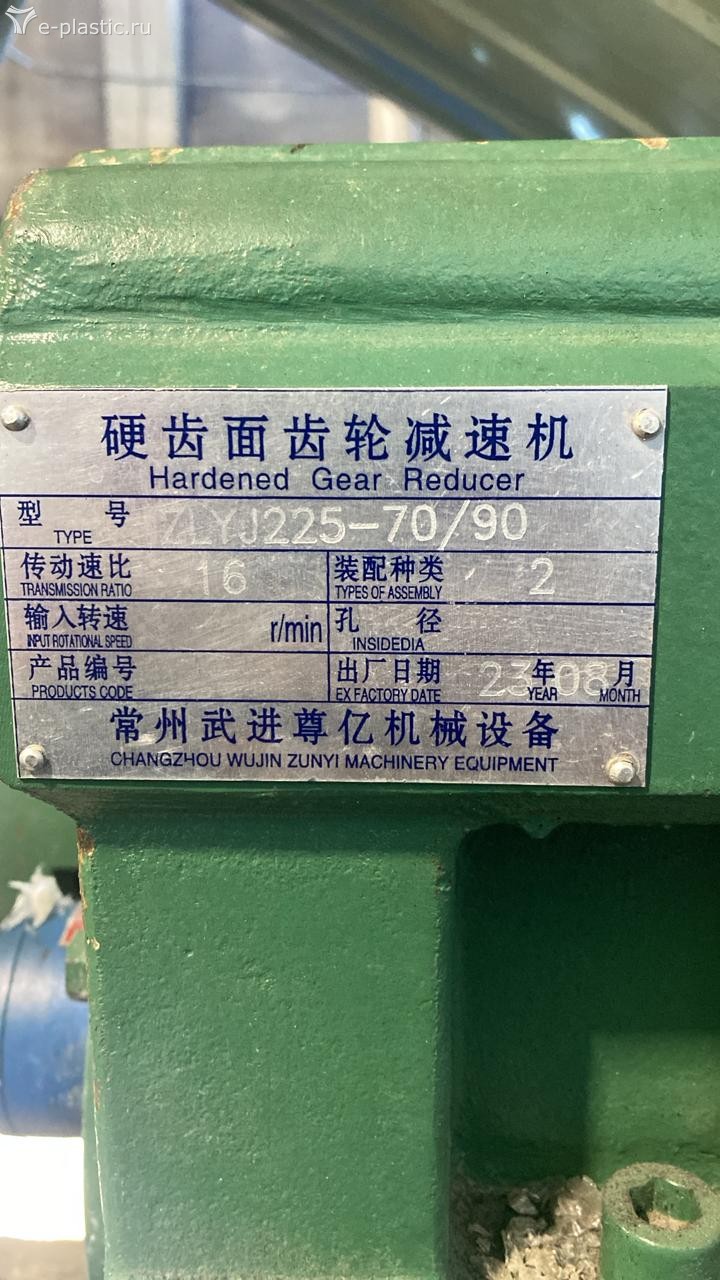 e-plastic.ru
硬齿面齿轮减速机
Hardened Gear Reducer
型 号 TYPE ZLYJ225-70/90
传动速比 TRANSMISSION RATIO 16 装配种类 TYPES OF ASSEMBLY 2
输入转速 INPUT ROTATIONAL SPEED r/min 孔 径 INSIDEDIA
产品编号 PRODUCTS CODE 出厂日期 EX FACTORY DATE 23 年 YEAR 08 月 MONTH
常州武进尊亿机械设备
CHANGZHOU WUJIN ZUNYI MACHINERY EQUIPMENT